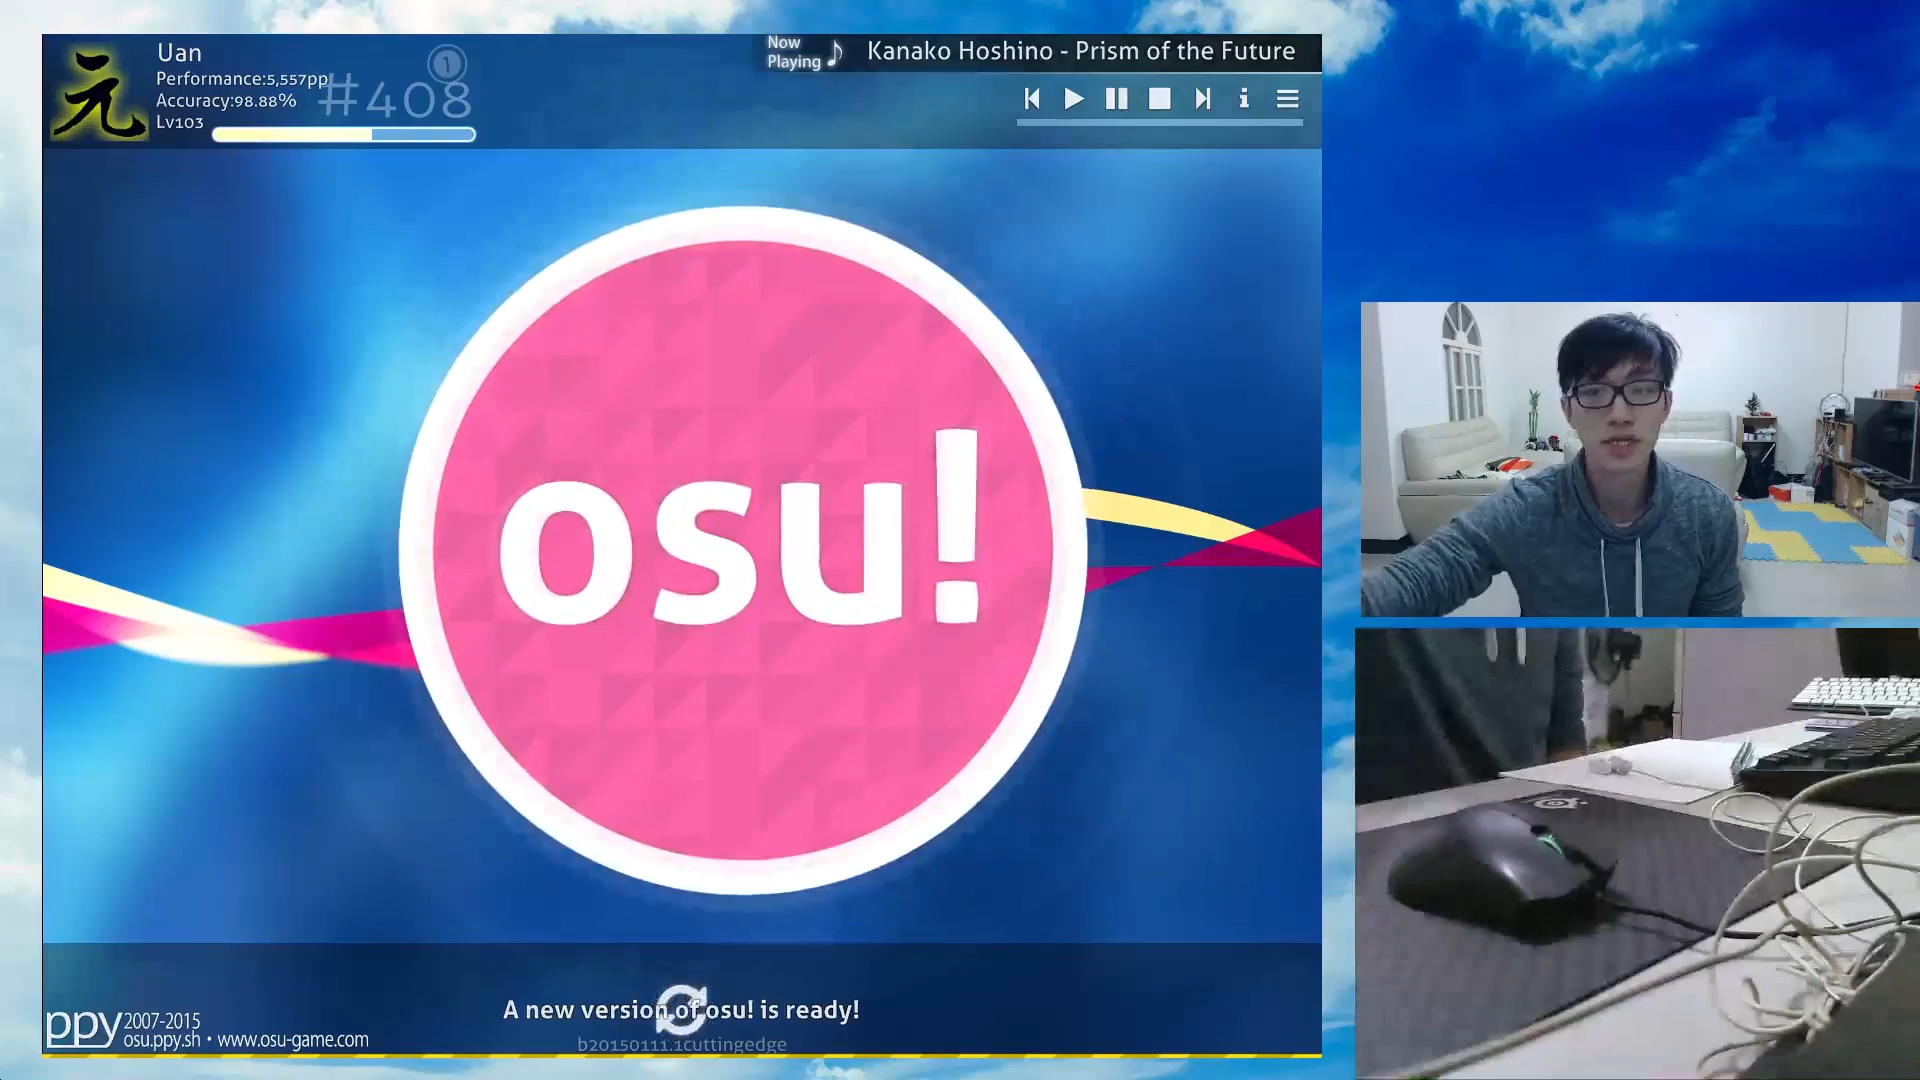 Uan
Performance:5,557pp
Accuracy:98.88%
Lv103
#408
1
元
Now
Playing
Kanako Hoshino - Prism of the Future
osu!
A new version of osu! is ready!
b20150111.1cuttingedge
ppy 2007-2015
osu.ppy.sh • www.osu-game.com